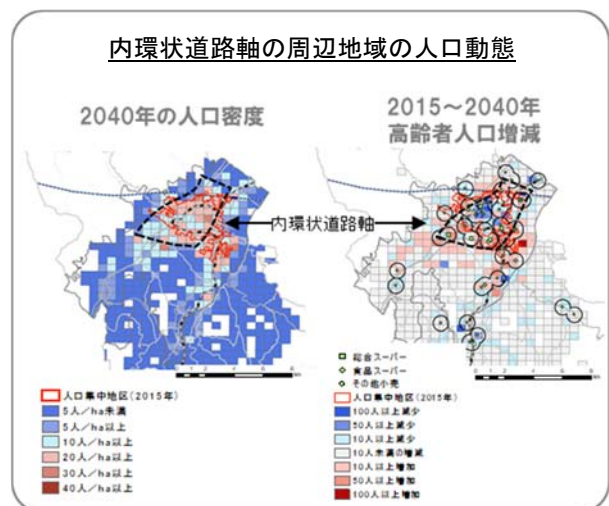 内環状道路軸の周辺地域の人口動態
2040年の人口密度
2015～2040年
高齢者人口増減
内環状道路軸
人口集中地区(2015年)
5人/ha未満
5人/ha以上
10人/ha以上
20人/ha以上
30人/ha以上
40人/ha以上
総合スーパー
食品スーパー
その他小売
人口集中地区(2015年)
100人以上減少
50人以上減少
10人以上減少
10人未満の増減
10人以上増加
50人以上増加
100人以上増加